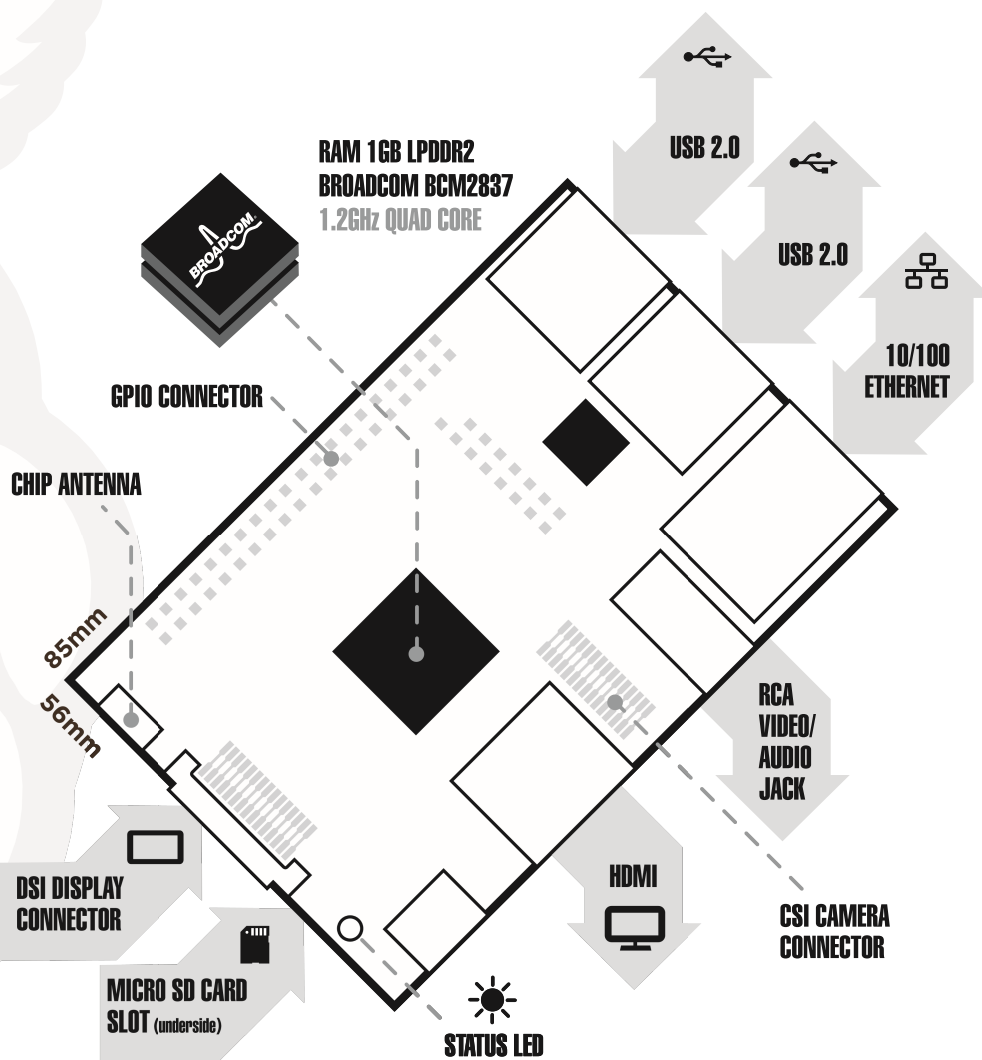 RAM 1GB LPDDR2
BROADCOM BCM2837
1.2GHz QUAD CORE
BROADCOM
USB 2.0
USB 2.0
10/100
ETHERNET
GPIO CONNECTOR
CHIP ANTENNA
85mm
56mm
RCA
VIDEO/
AUDIO
JACK
DSI DISPLAY
CONNECTOR
HDMI
CSI CAMERA
CONNECTOR
MICRO SD CARD
SLOT (underside)
STATUS LED